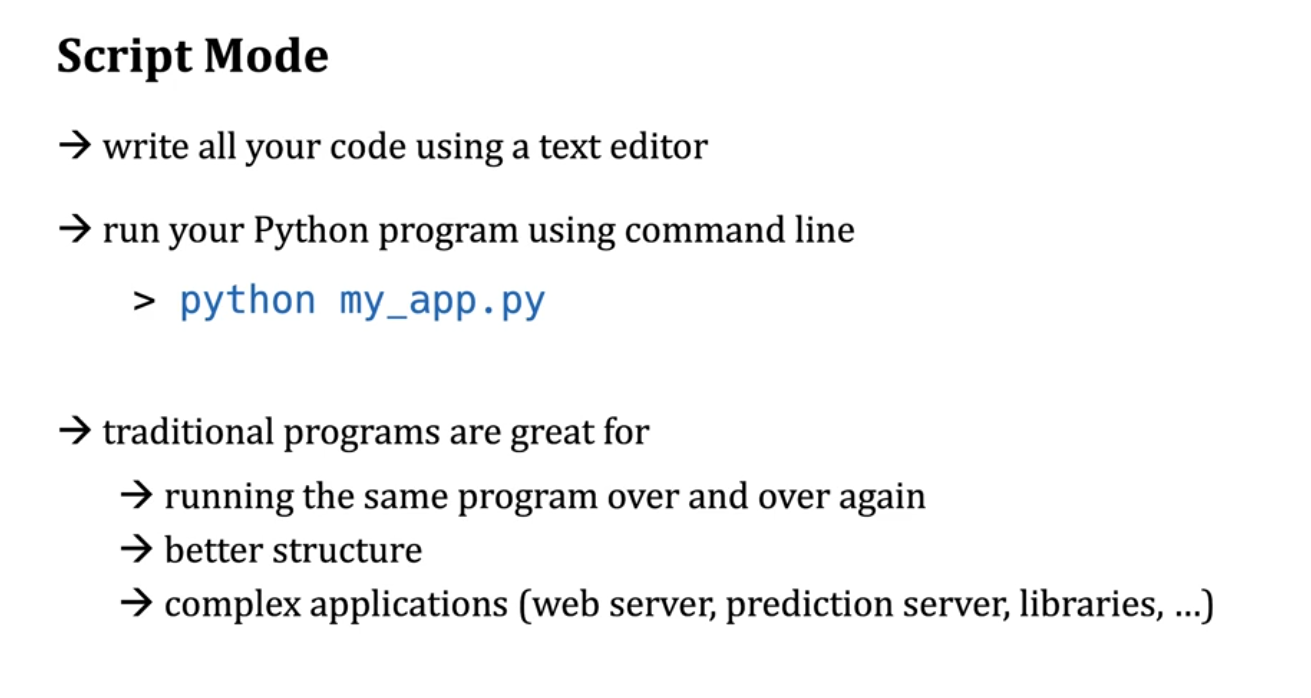 Script Mode
→ write all your code using a text editor
→ run your Python program using command line
> python my_app.py
→ traditional programs are great for
→ running the same program over and over again
→ better structure
→ complex applications (web server, prediction server, libraries, ...)